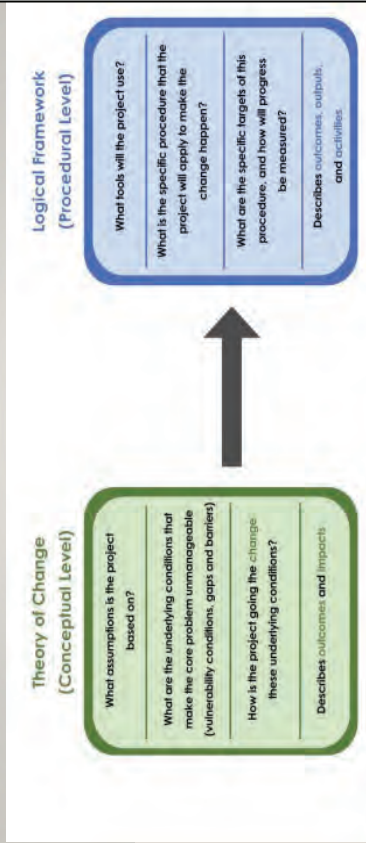 Theory of Change
(Conceptual Level)
What assumptions is the project
based on?
What are the underlying conditions that
make the core problem unmanageable
(vulnerability conditions, gaps and barriers)
How is the project going the change
these underlying conditions?
Describes outcomes and impacts
Logical Framework
(Procedural Level)
What tools will the project use?
What is the specific procedure that the
project will apply to make the
change happen?
What are the specific targets of this
procedure, and how will progress
be measured?
Describes outcomes, outputs,
and activities